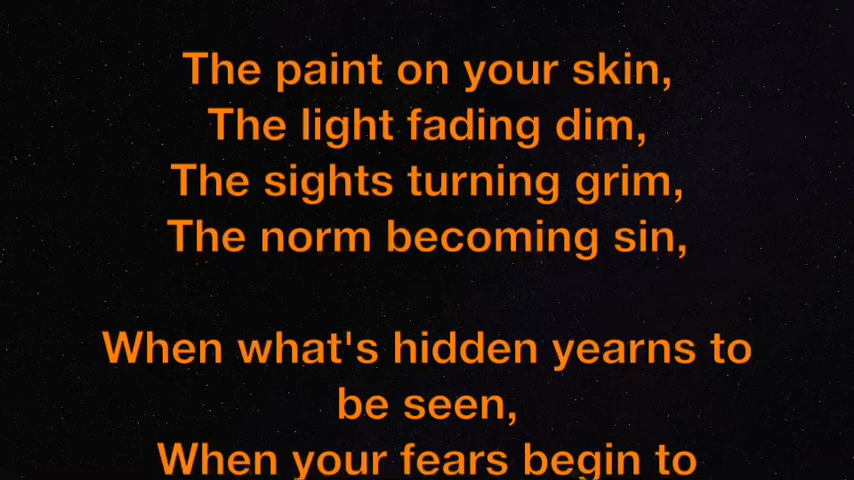 The paint on your skin,
The light fading dim,
The sights turning grim,
The norm becoming sin,
When what's hidden yearns to
be seen,
When your fears begin to